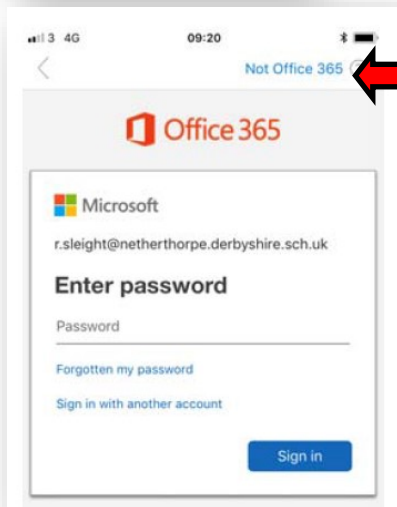 3 4G 09:20
Not Office 365
Office 365
Microsoft
r.sleight@netherthorpe.derbyshire.sch.uk
Enter password
Password
Forgotten my password
Sign in with another account
Sign in